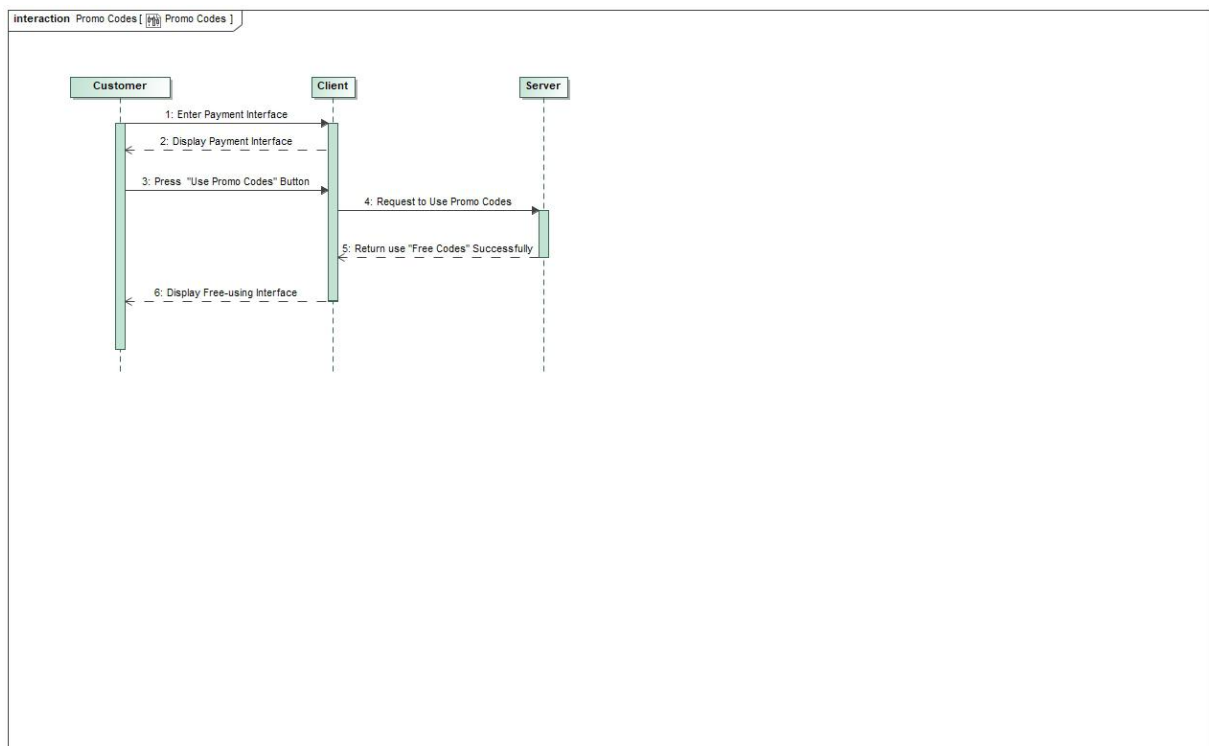 interaction Promo Codes [ Promo Codes ]
Customer
Client
Server
1: Enter Payment Interface
2: Display Payment Interface
3: Press "Use Promo Codes" Button
4: Request to Use Promo Codes
5: Return use "Free Codes" Successfully
6: Display Free-using Interface